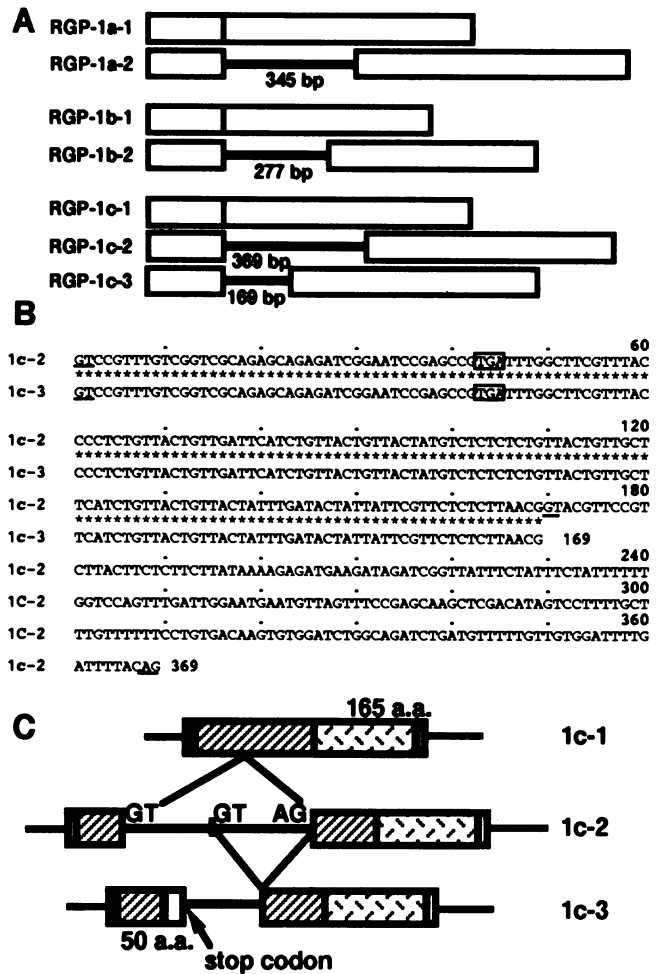 A
RGP-1a-1
RGP-1a-2
345 bp
RGP-1b-1
RGP-1b-2
277 bp
RGP-1c-1
RGP-1c-2
369 bp
RGP-1c-3
169 bp
B
60
1c-2 GTCCGTTTGTCGGTCGCAGAGCAGAGATCGGAATCCGAGCCGTGATTTGGCTTCGTTTAC
************************************************************
1c-3 GTCCGTTTGTCGGTCGCAGAGCAGAGATCGGAATCCGAGCCGTGATTTGGCTTCGTTTAC
120
1c-2 CCCTCTGTTACTGTTGATTCATCTGTTACTGTTACTATGTCTCTCTCTGTTACTGTTGCT
************************************************************
1c-3 CCCTCTGTTACTGTTGATTCATCTGTTACTGTTACTATGTCTCTCTCTGTTACTGTTGCT
180
1c-2 TCATCTGTTACTGTTACTATTTGATACTATTATTCGTTCTCTCTCTTAACGGTACGTTCCGT
*************************************************
1c-3 TCATCTGTTACTGTTACTATTTGATACTATTATTCGTTCTCTCTCTTAACG 169
240
1c-2 CTTACTTCTCTTCTTATAAAAGAGATGAAGATAGATCGGTTATTTCTATTTCTATTTTTT
300
1c-2 GGTCCAGTTTGATTGGAATGAATGTTAGTTTCCGAGCAAGCTCGACATAGTCCTTTTGCT
360
1c-2 TTGTTTTTTCCTGTGACAAGTGTGGATCTGGCAGATCTGATGTTTTTGTTGTGGATTTTG
1c-2 ATTTTACAG 369
C
165 a.a.
1c-1
GT GT AG
1c-2
1c-3
50 a.a.
stop codon